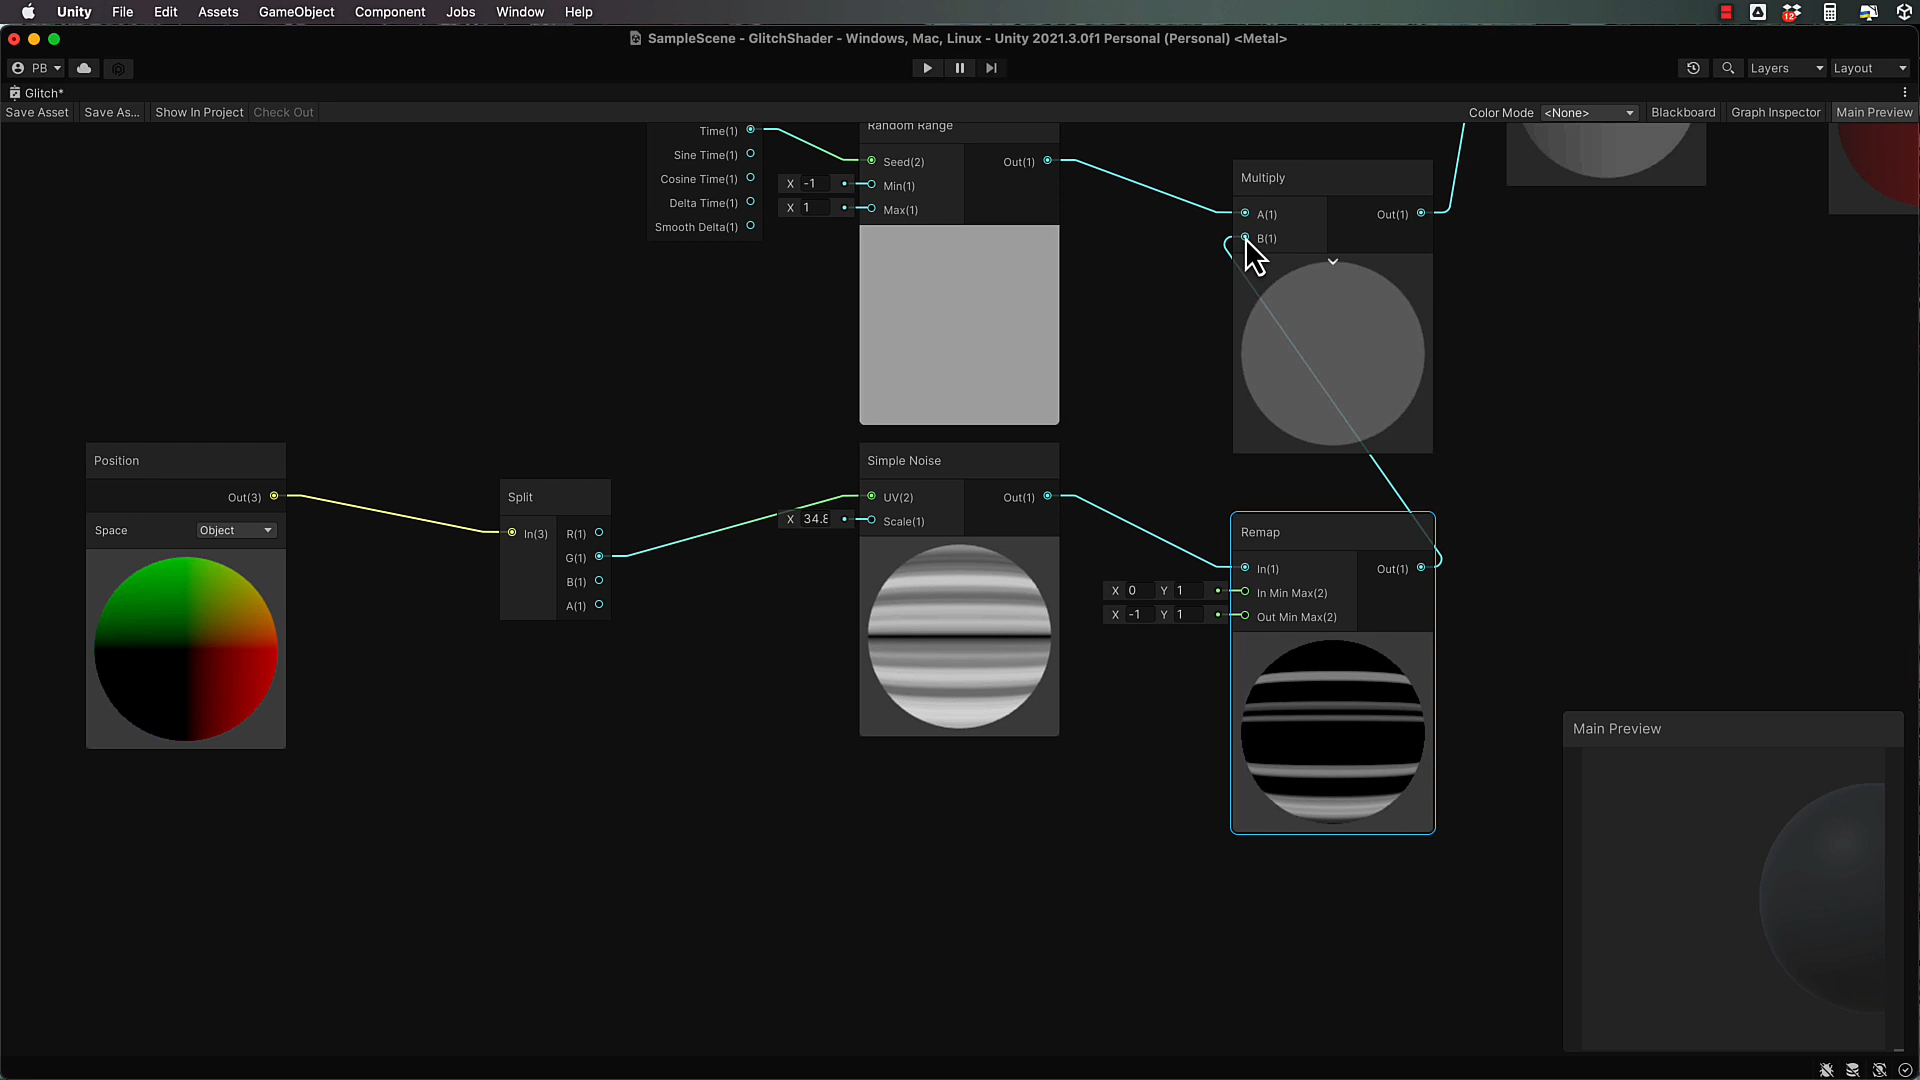 Unity File Edit Assets GameObject Component Jobs Window Help
12
SampleScene - GlitchShader - Windows, Mac, Linux - Unity 2021.3.0f1 Personal (Personal) <Metal>
PB
Layers Layout
Glitch*
Save Asset Save As... Show In Project Check Out
Color Mode <None> Blackboard Graph Inspector Main Preview
Time(1)
Sine Time(1)
Cosine Time(1)
Delta Time(1)
Smooth Delta(1)
Random Range
Seed(2) Out(1)
X -1 Min(1)
X 1 Max(1)
Multiply
A(1) Out(1)
B(1)
Position
Out(3)
Space Object
Split
In(3) R(1)
G(1)
B(1)
A(1)
Simple Noise
UV(2) Out(1)
X 34.8 Scale(1)
Remap
In(1) Out(1)
X 0 Y 1 In Min Max(2)
X -1 Y 1 Out Min Max(2)
Main Preview